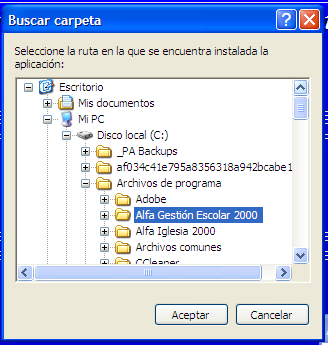 Buscar carpeta
Seleccione la ruta en la que se encuentra instalada la
aplicación:
Escritorio
Mis documentos
Mi PC
Disco local (C:)
_PA Backups
af034c41e795a8356318a942bcabe1
Archivos de programa
Adobe
Alfa Gestión Escolar 2000
Alfa Iglesia 2000
Archivos comunes
CCleaner
Aceptar
Cancelar